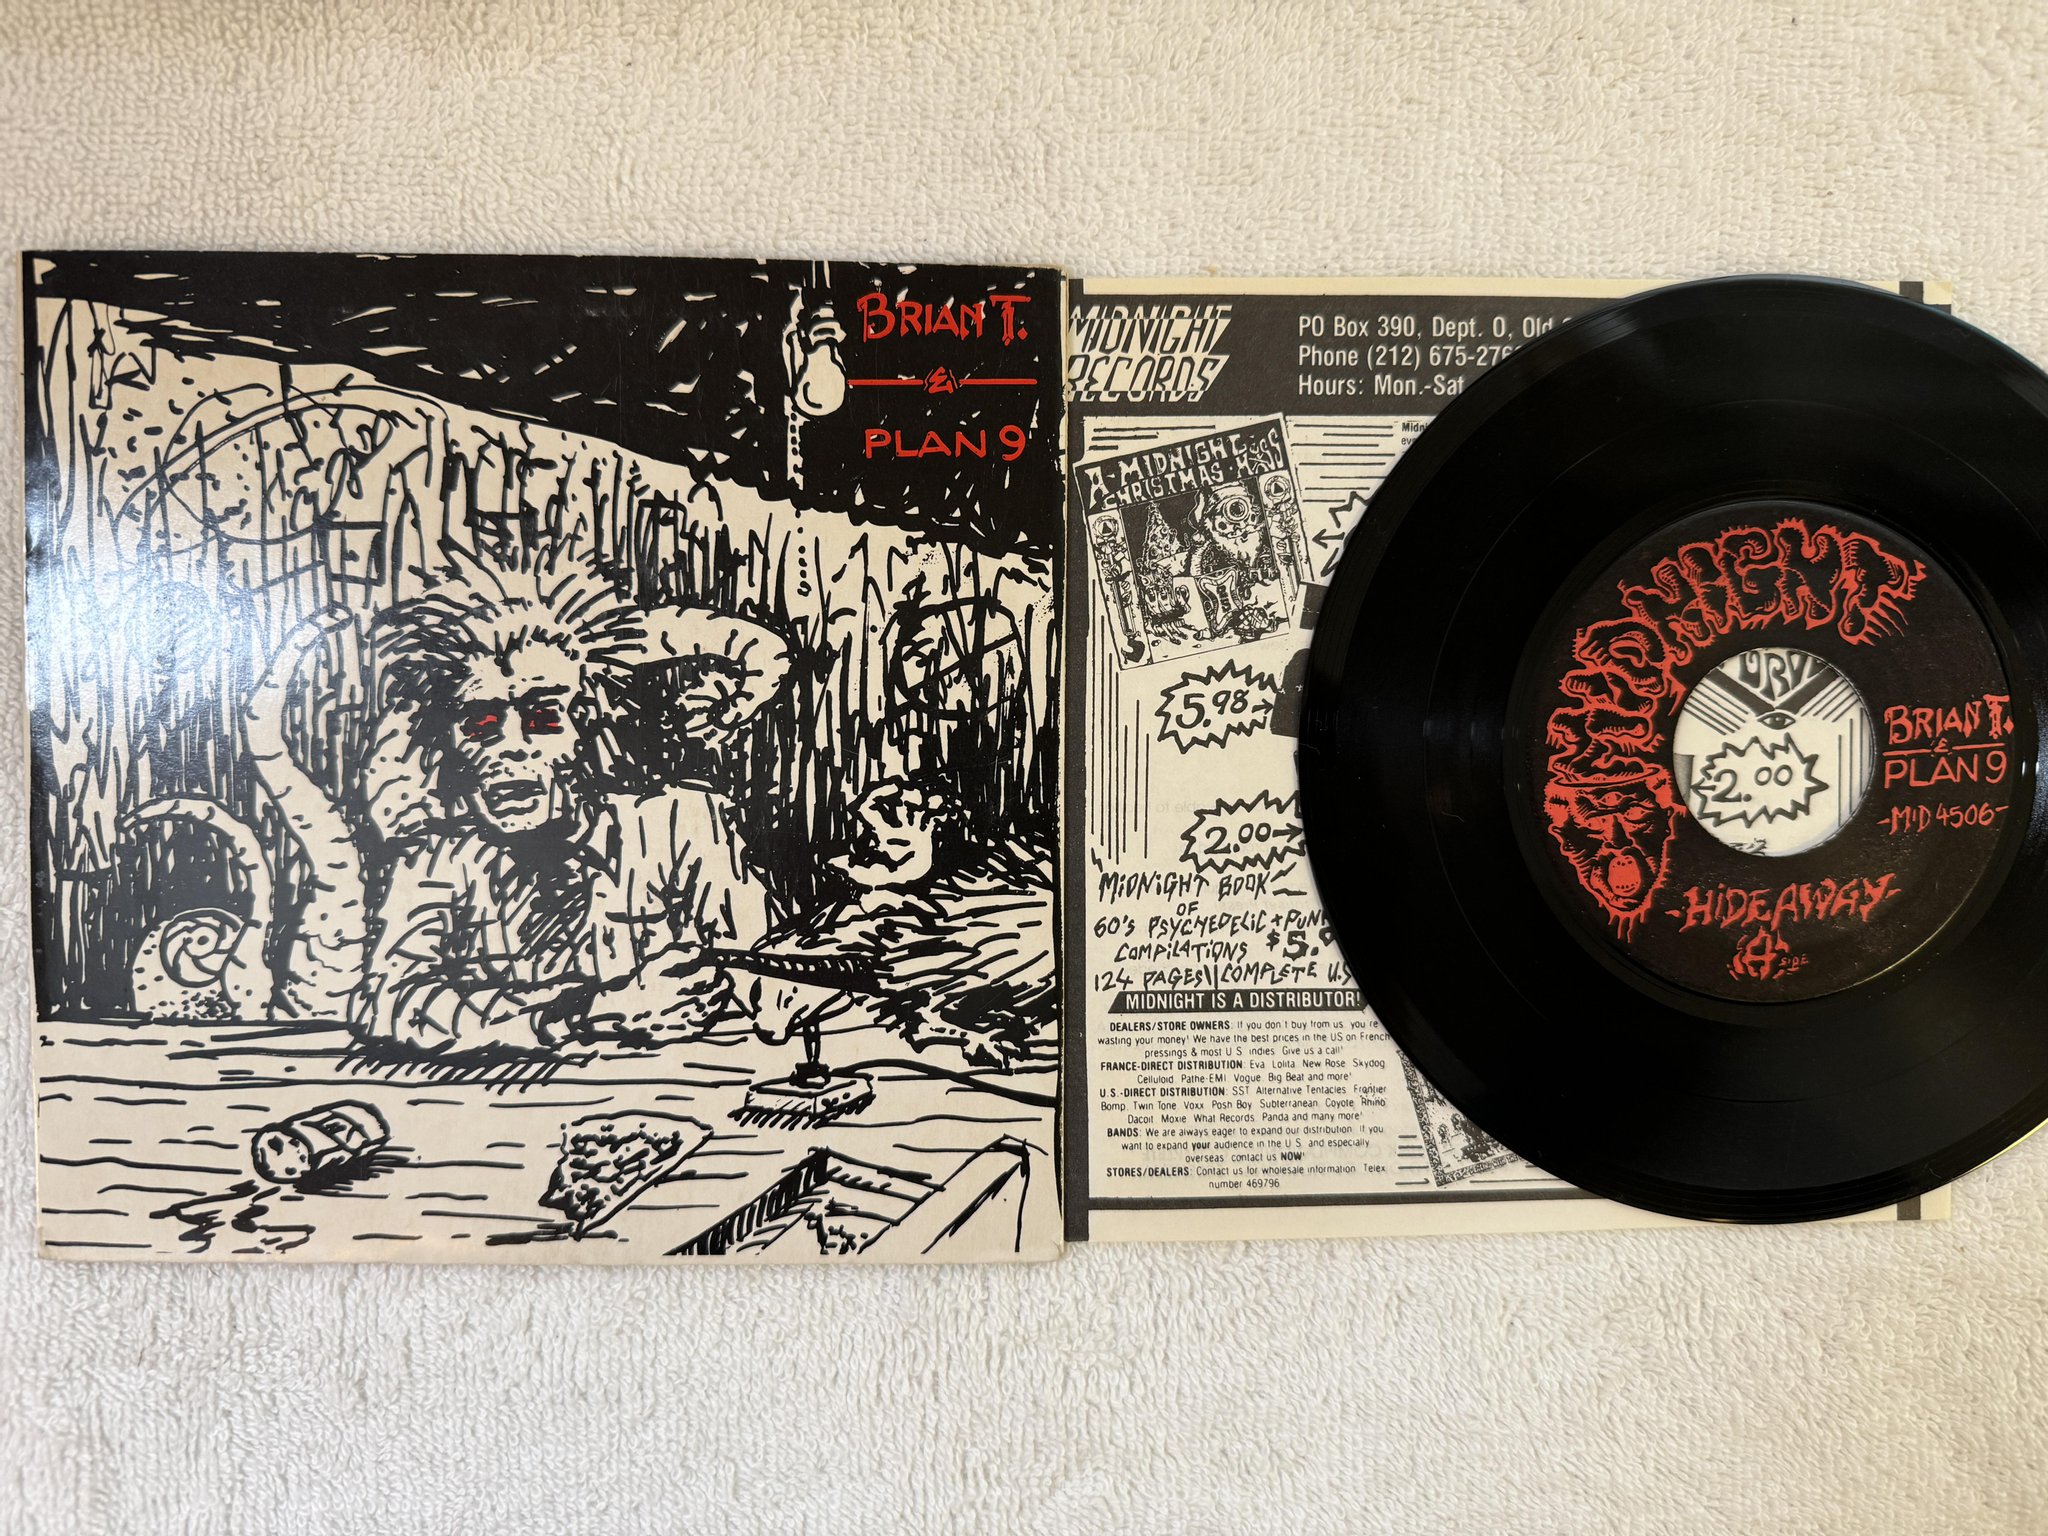 BRIAN T.
&
PLAN 9
MIDNIGHT
RECORDS
PO Box 390, Dept. O, Old
Phone (212) 675-276
Hours: Mon.-Sat
A MIDNIGHT
CHRISTMAS MESS
5.98
2.00
MIDNIGHT BOOK
OF
60'S PSYCHEDELIC + PUN
COMPILATIONS $5.9
124 PAGES!! COMPLETE U.S
MIDNIGHT IS A DISTRIBUTOR!
DEALERS/STORE OWNERS: If you don't buy from us, you're
wasting your money! We have the best prices in the US on French
pressings & most U.S. indies. Give us a call!
FRANCE-DIRECT DISTRIBUTION: Eva Lolita New Rose Skydog
Celluloid Pathe-EMI Vogue Big Beat and more!
U.S.-DIRECT DISTRIBUTION: SST Alternative Tentacles Frontier
Bomp Twin Tone Voxx Posh Boy Subterranean Coyote Rhino
Dacoit Moxie What Records Panda and many more!
BANDS: We are always eager to expand our distribution. If you
want to expand your audience in the U.S. and especially
overseas, contact us NOW!
STORES/DEALERS: Contact us for wholesale information. Telex
number 469796
MIDNIGHT
2.00
BRIAN T.
&
PLAN 9
-MID 4506-
-HIDEAWAY-
A SIDE